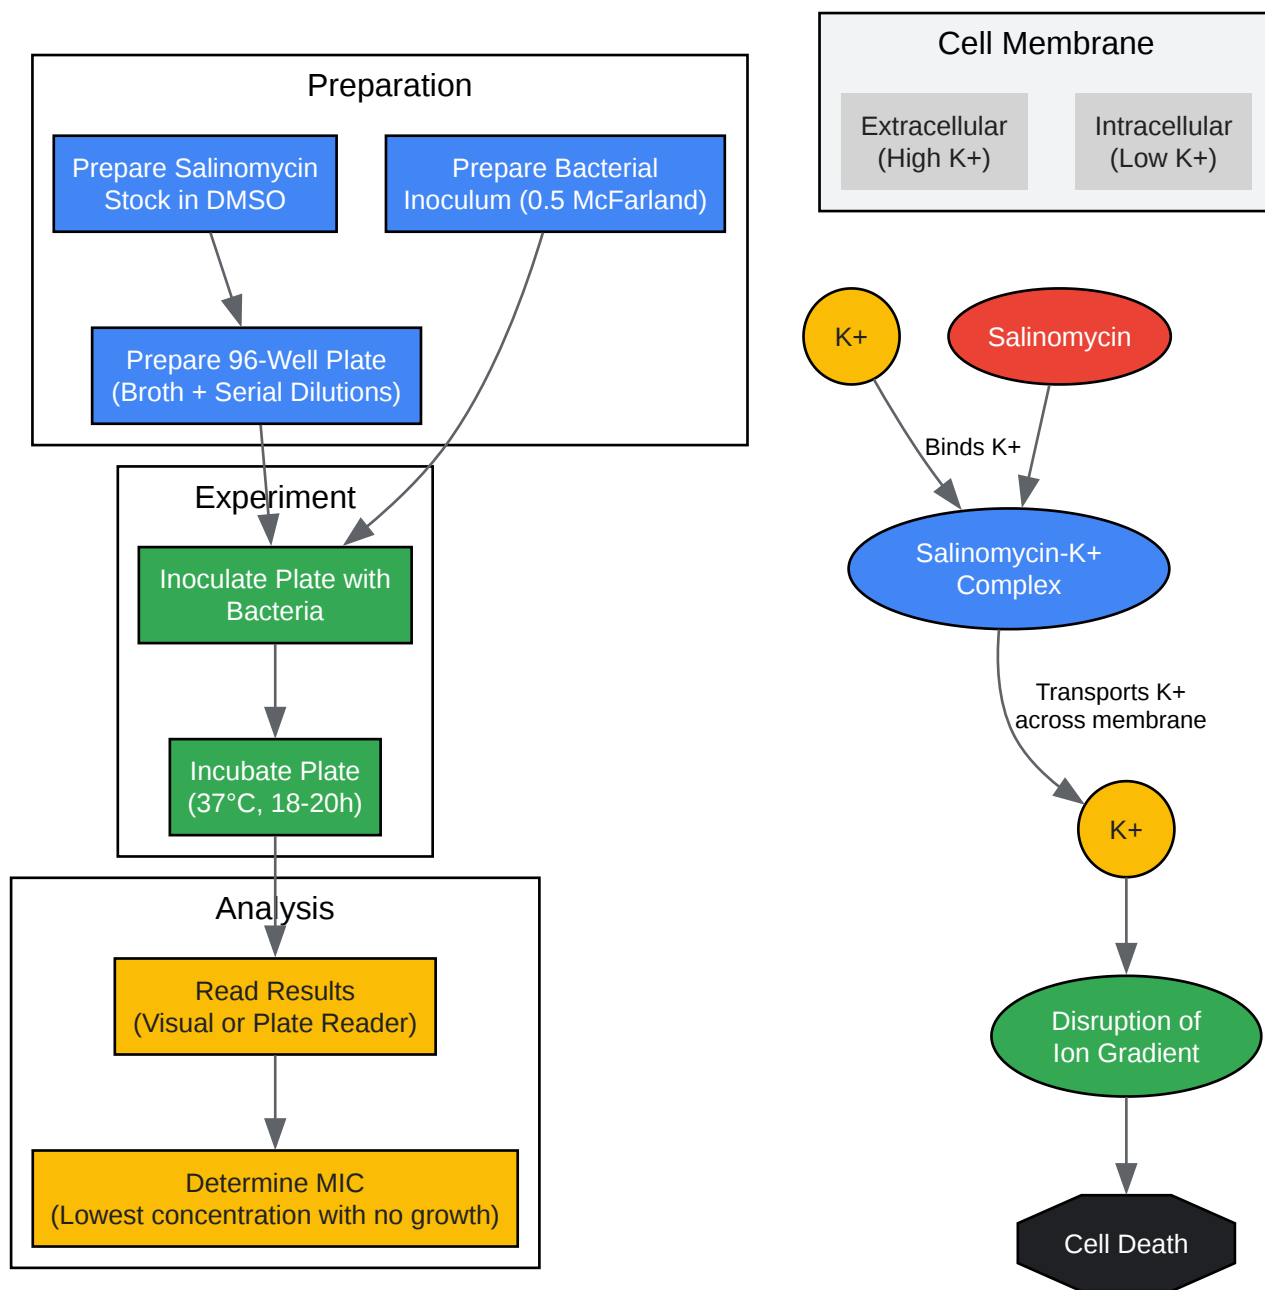 Preparation
Prepare Salinomycin
Stock in DMSO
Prepare Bacterial
Inoculum (0.5 McFarland)
Prepare 96-Well Plate
(Broth + Serial Dilutions)
Experiment
Inoculate Plate with
Bacteria
Incubate Plate
(37°C, 18-20h)
Analysis
Read Results
(Visual or Plate Reader)
Determine MIC
(Lowest concentration with no growth)
Cell Membrane
Extracellular
(High K+)
Intracellular
(Low K+)
K+
Salinomycin
Binds K+
Salinomycin-K+
Complex
Transports K+
across membrane
K+
Disruption of
Ion Gradient
Cell Death